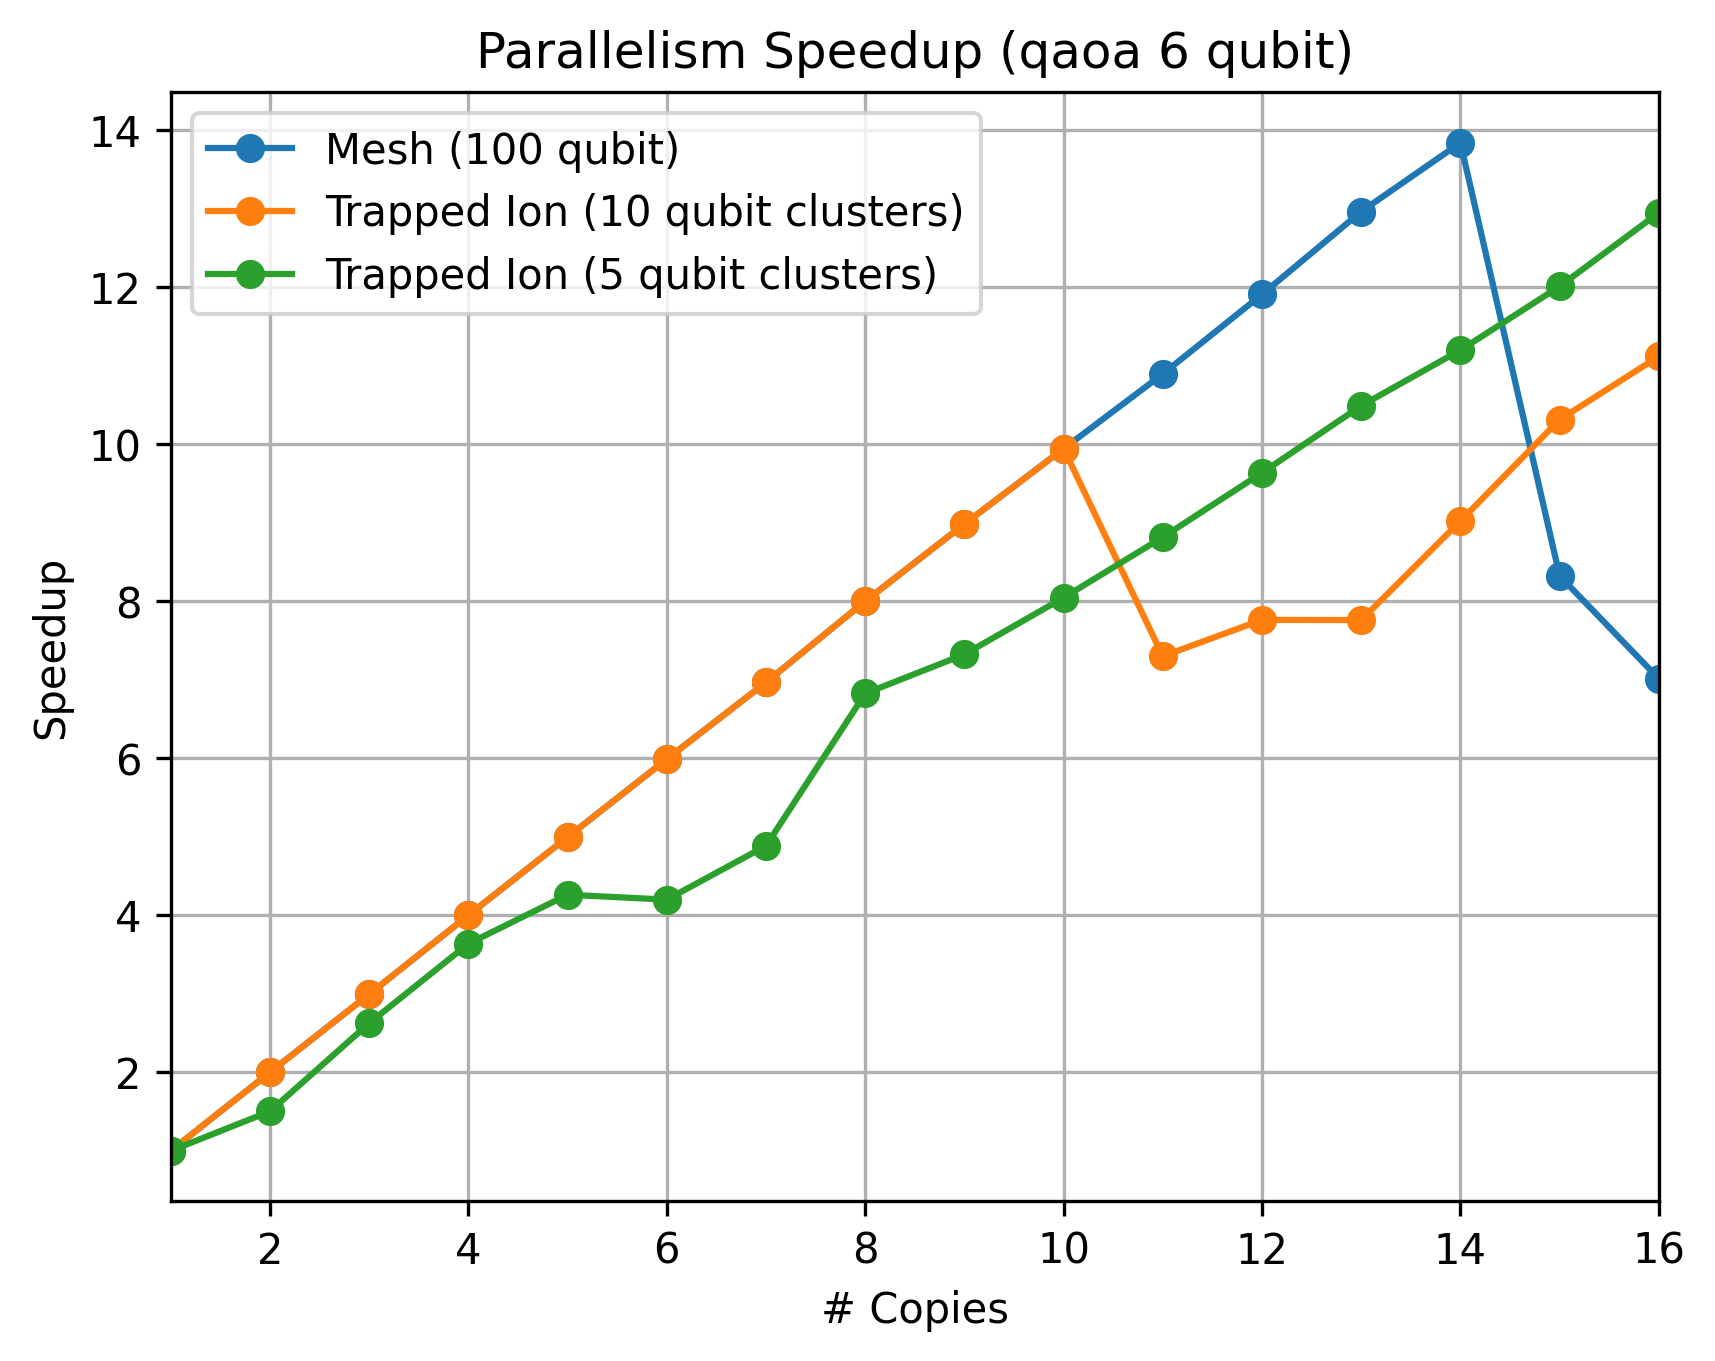 Parallelism Speedup (qaoa 6 qubit)
Mesh (100 qubit)
Trapped Ion (10 qubit clusters)
Trapped Ion (5 qubit clusters)
14
12
10
8
6
4
2
Speedup
2 4 6 8 10 12 14 16
# Copies